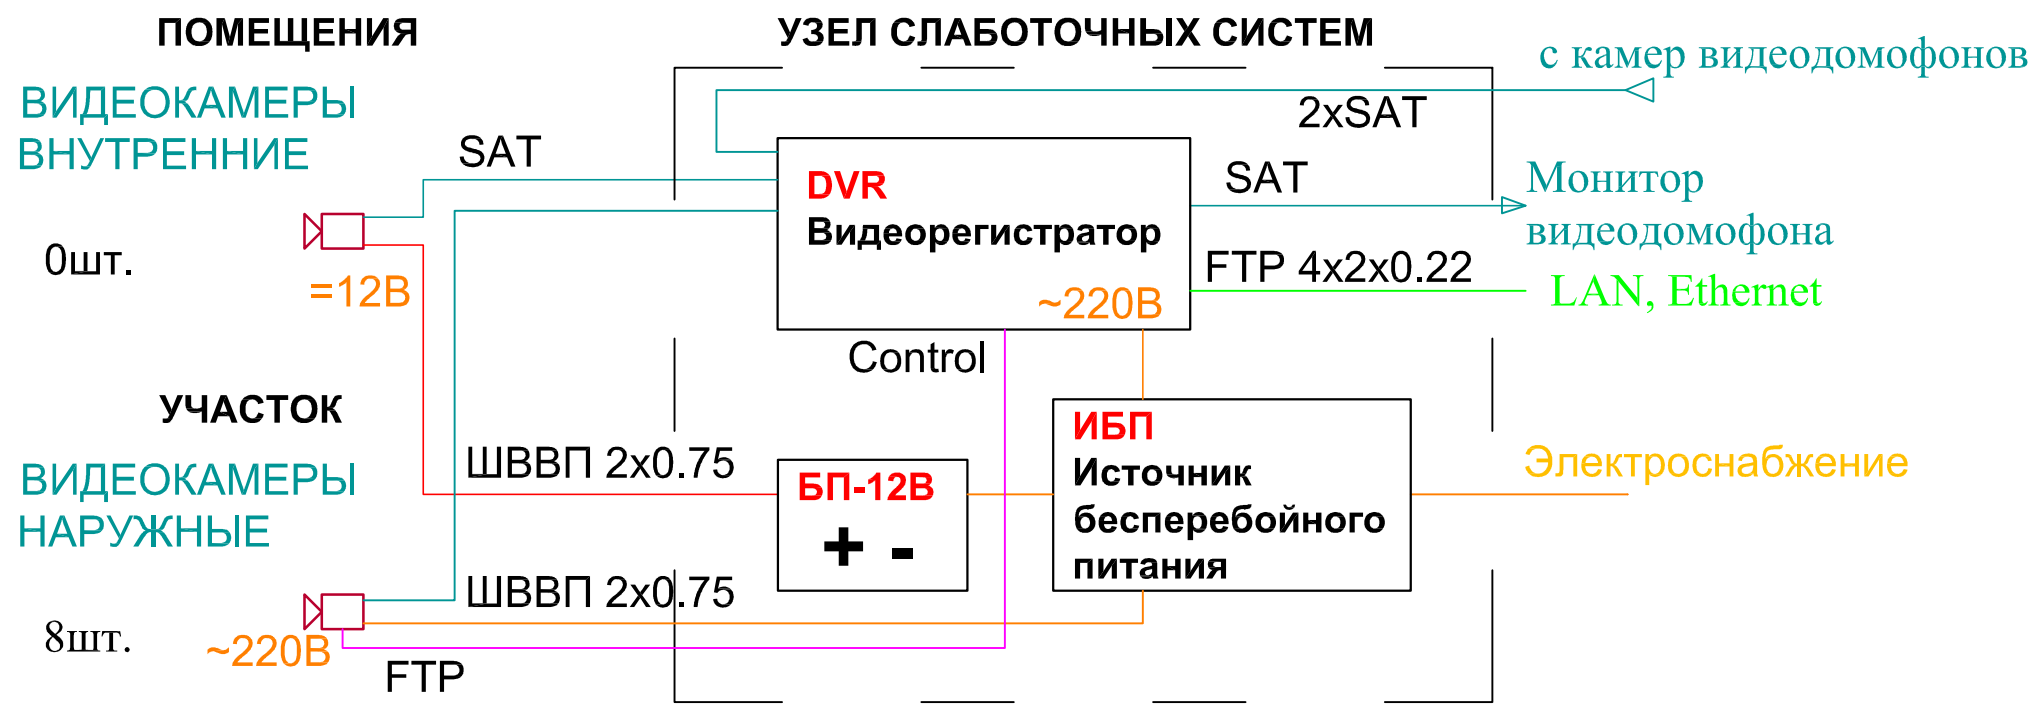 ПОМЕЩЕНИЯ
УЗЕЛ СЛАБОТОЧНЫХ СИСТЕМ
с камер видеодомофонов
ВИДЕОКАМЕРЫ
ВНУТРЕННИЕ
SAT
2xSAT
DVR
Видеорегистратор
~220В
SAT
Монитор
видеодомофона
0шт.
=12В
FTP 4x2x0.22
LAN, Ethernet
Control
УЧАСТОК
ВИДЕОКАМЕРЫ
НАРУЖНЫЕ
ШВВП 2x0.75
БП-12В
+ -
ИБП
Источник
бесперебойного
питания
Электроснабжение
ШВВП 2x0.75
8шт.
~220В
FTP